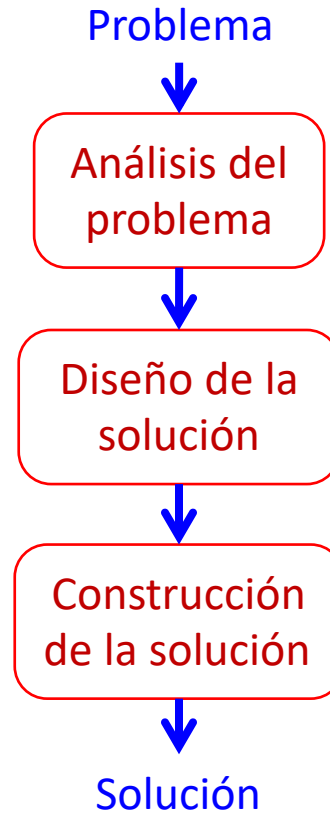 Problema
Análisis del
problema
Diseño de la
solución
Construcción
de la solución
Solución